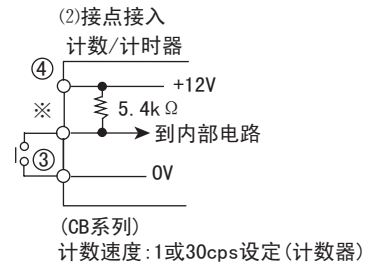 (2)接点接入
计数/计时器
④
+12V
※
5.4kΩ
到内部电路
③
0V
(CB系列)
计数速度:1或30cps设定(计数器)